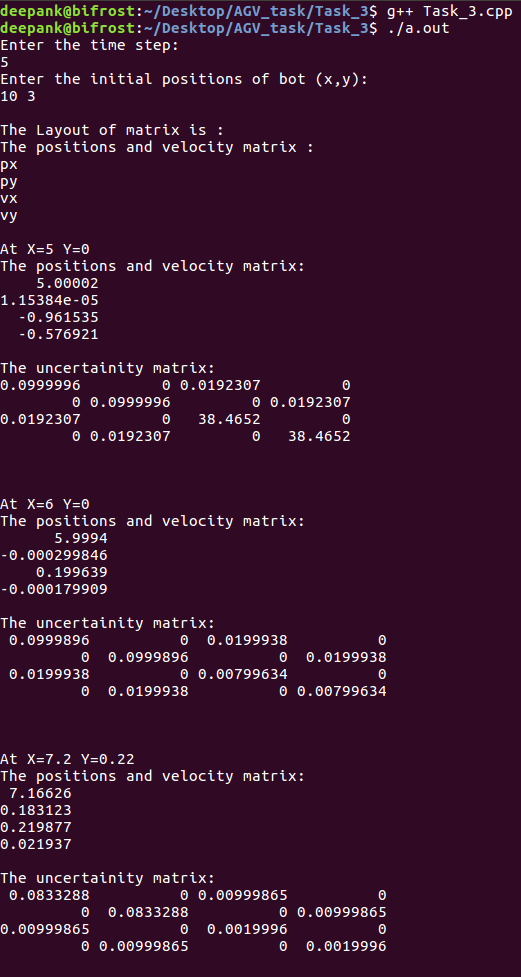 deepank@bifrost:~/Desktop/AGV_task/Task_3$ g++ Task_3.cpp
deepank@bifrost:~/Desktop/AGV_task/Task_3$ ./a.out
Enter the time step:
5
Enter the initial positions of bot (x,y):
10 3
The Layout of matrix is :
The positions and velocity matrix :
px
py
vx
vy
At X=5 Y=0
The positions and velocity matrix:
5.00002
1.15384e-05
-0.961535
-0.576921
The uncertainity matrix:
0.0999996 0 0.0192307 0
0 0.0999996 0 0.0192307
0.0192307 0 38.4652 0
0 0.0192307 0 38.4652
At X=6 Y=0
The positions and velocity matrix:
5.9994
-0.000299846
0.199639
-0.000179909
The uncertainity matrix:
0.0999896 0 0.0199938 0
0 0.0999896 0 0.0199938
0.0199938 0 0.00799634 0
0 0.0199938 0 0.00799634
At X=7.2 Y=0.22
The positions and velocity matrix:
7.16626
0.183123
0.219877
0.021937
The uncertainity matrix:
0.0833288 0 0.00999865 0
0 0.0833288 0 0.00999865
0.00999865 0 0.0019996 0
0 0.00999865 0 0.0019996